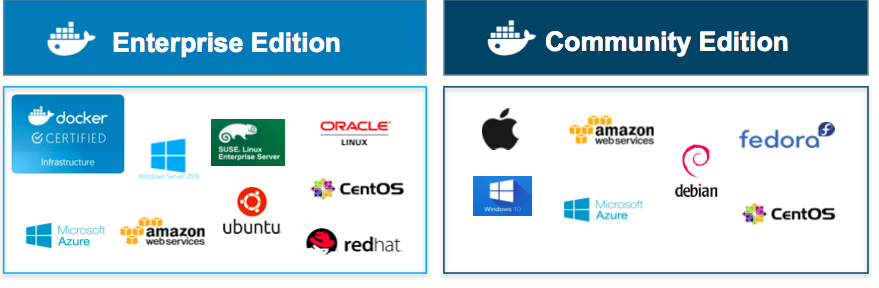 Enterprise Edition
docker
CERTIFIED
Infrastructure
Windows Server 2016
SUSE. Linux
Enterprise Server
ORACLE
LINUX
CentOS
Microsoft
Azure
amazon
web services
ubuntu
redhat.
Community Edition
amazon
web services
fedora
debian
Windows 10
Microsoft
Azure
CentOS